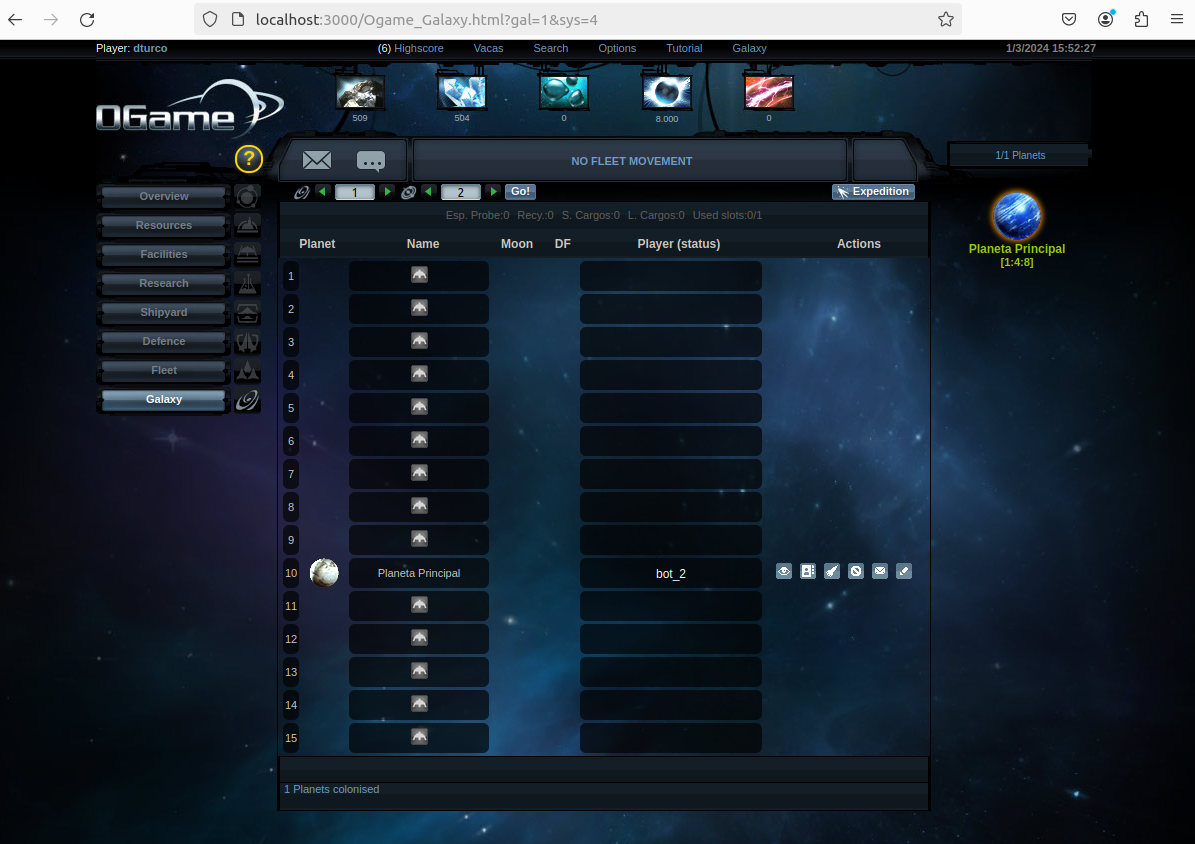 localhost:3000/Ogame_Galaxy.html?gal=1&sys=4
Player: dturco (6) Highscore Vacas Search Options Tutorial Galaxy 1/3/2024 15:52:27
OGame
509 504 0 8.000 0
?
NO FLEET MOVEMENT
1/1 Planets
1 2 Go! Expedition
Overview
Resources
Facilities
Research
Shipyard
Defence
Fleet
Galaxy
Esp. Probe:0 Recy.:0 S. Cargos:0 L. Cargos:0 Used slots:0/1
Planet Name Moon DF Player (status) Actions
1
2
3
4
5
6
7
8
9
10 Planeta Principal bot_2
11
12
13
14
15
1 Planets colonised
Planeta Principal
[1:4:8]